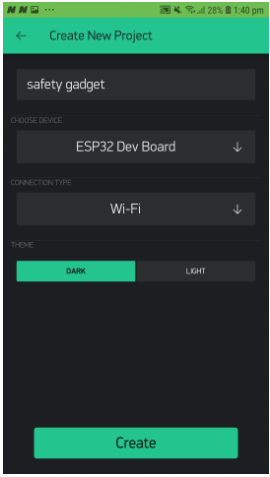 28% 1:40 pm
Create New Project
safety gadget
CHOOSE DEVICE
ESP32 Dev Board
CONNECTION TYPE
Wi-Fi
THEME
DARK LIGHT
Create